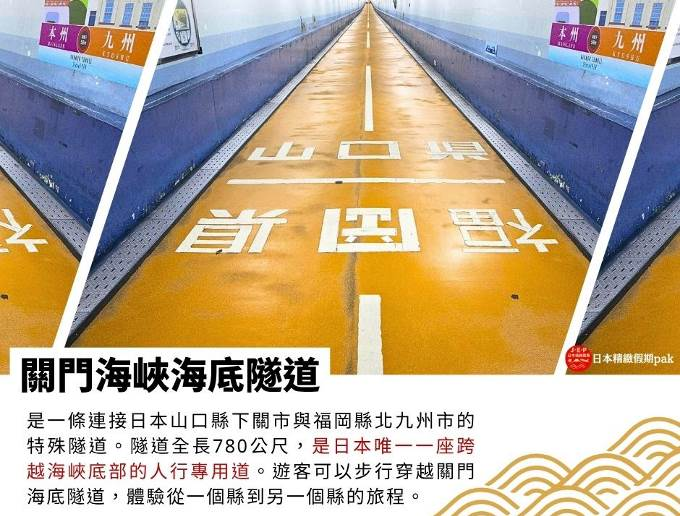 本州
九州
本州
九州
山口県
福岡県
福
日本精緻假期pak
關門海峽海底隧道
是一條連接日本山口縣下關市與福岡縣北九州市的
特殊隧道。隧道全長780公尺，是日本唯一一座跨
越海峽底部的人行專用道。遊客可以步行穿越關門
海底隧道，體驗從一個縣到另一個縣的旅程。